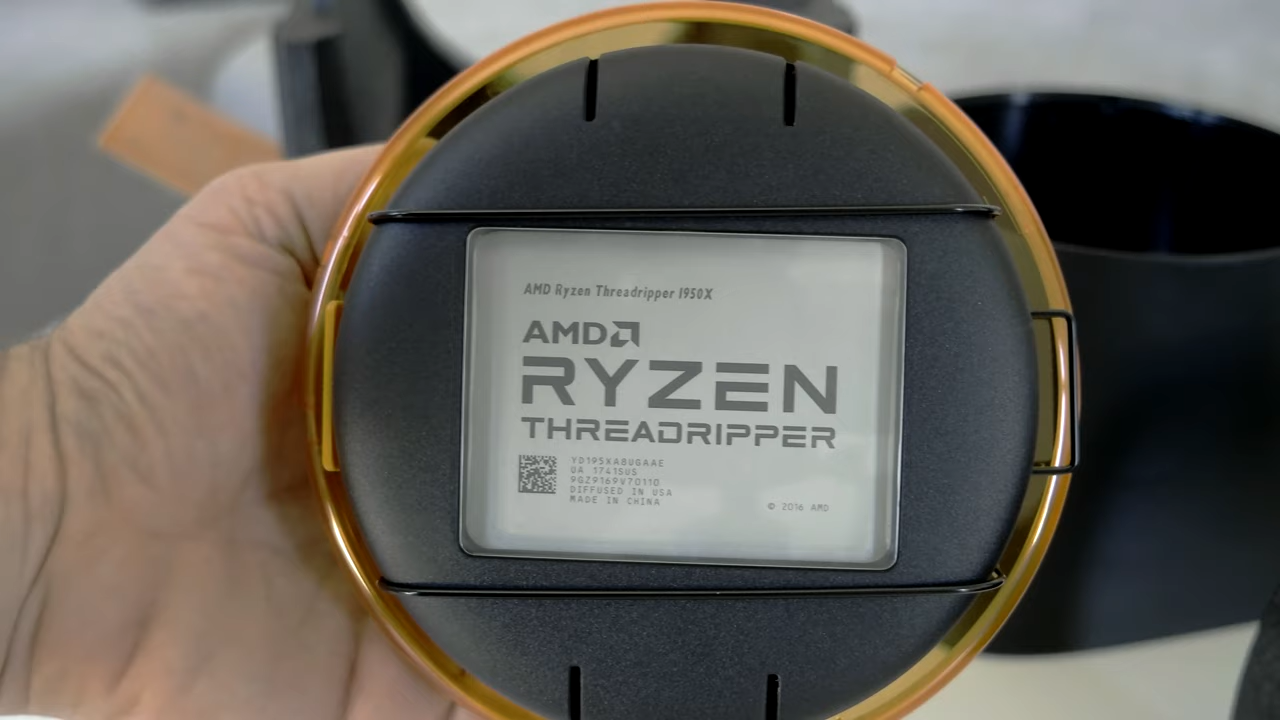 AMD Ryzen Threadripper 1950X
AMD
RYZEN
THREADRIPPER
YD195XA8UGAAE
UA 1741SUS
9GZ9169V70110
DIFFUSED IN USA
MADE IN CHINA
© 2016 AMD